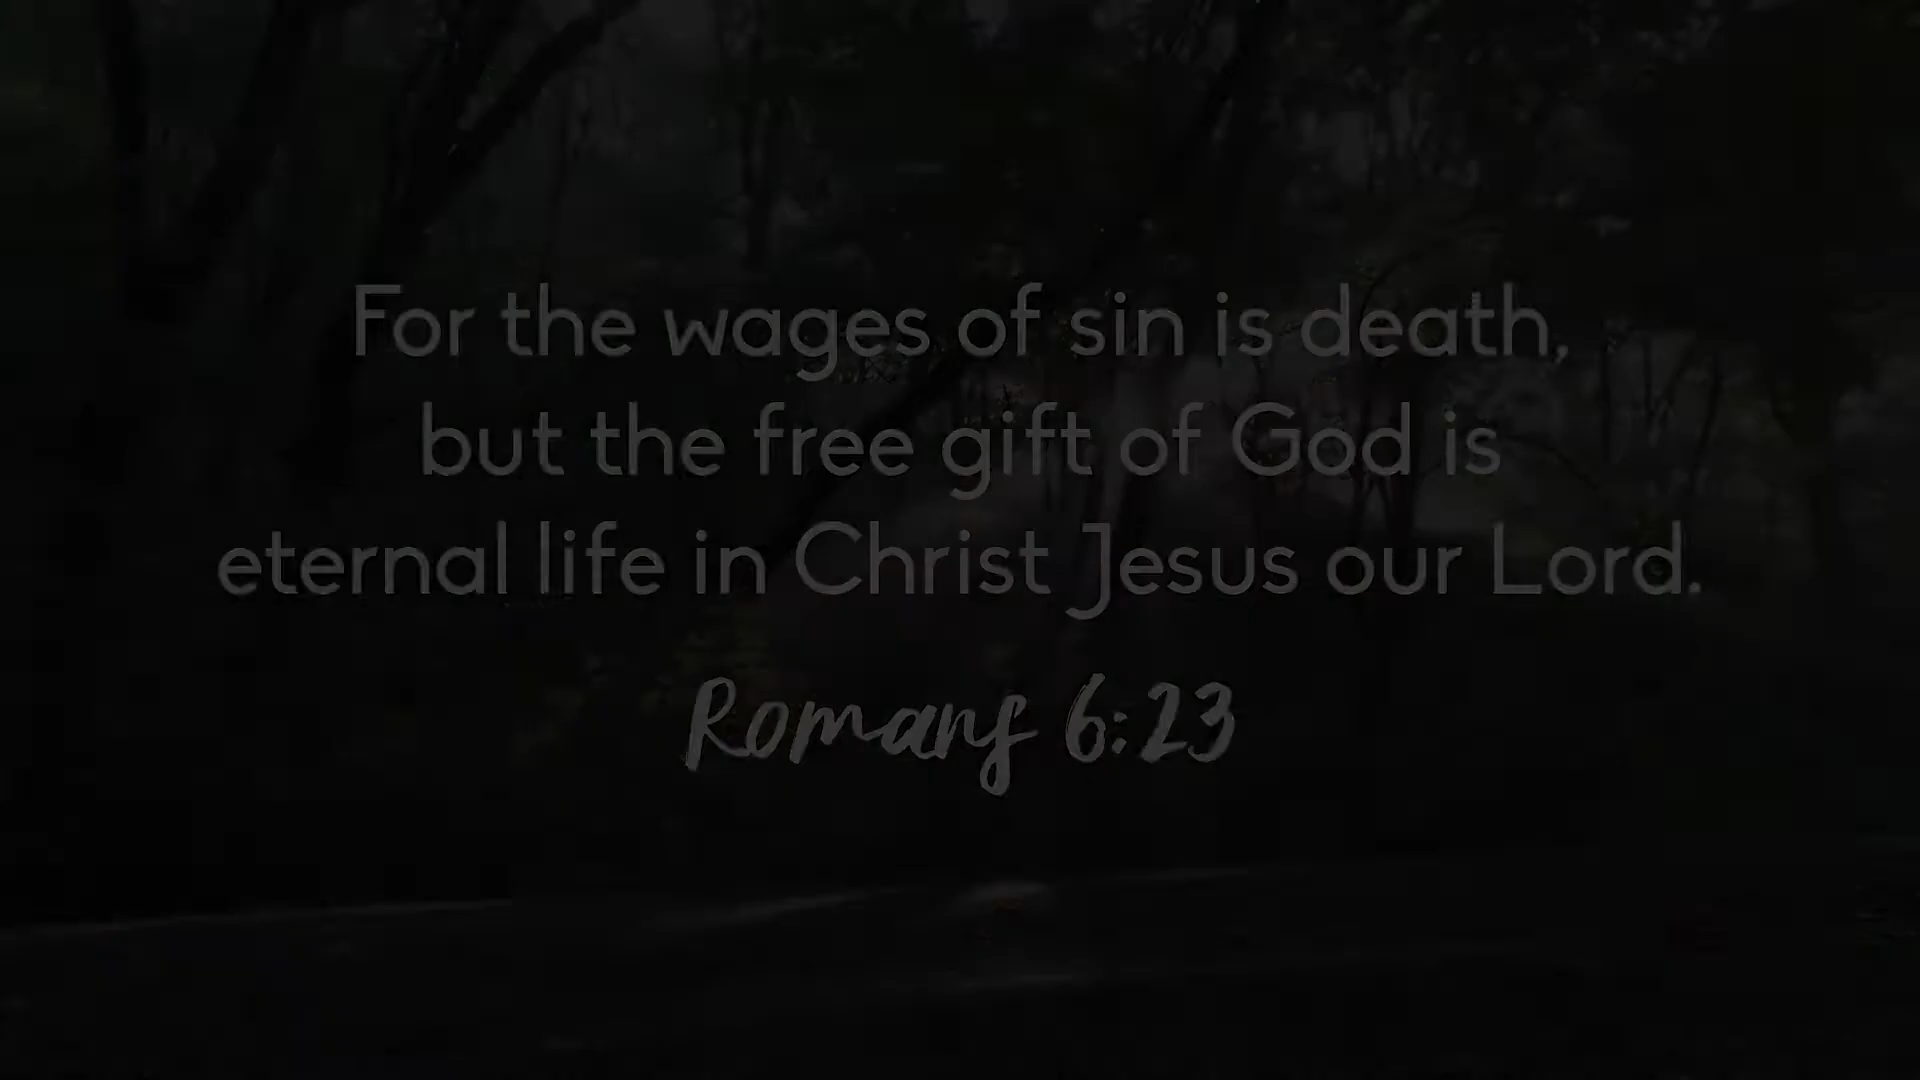 For the wages of sin is death,
but the free gift of God is
eternal life in Christ Jesus our Lord.
Romans 6:23